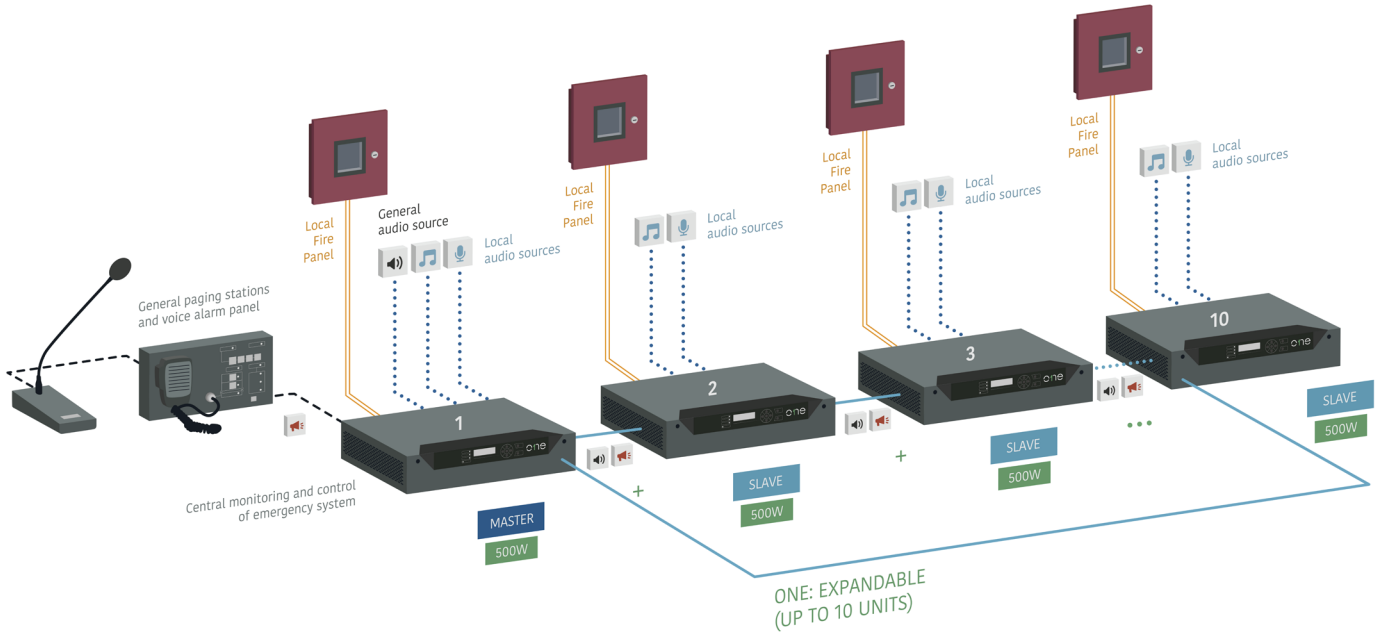 Local
Fire
Panel
Local
audio sources
Local
Fire
Panel
Local
audio sources
Local
Fire
Panel
Local
audio sources
Local
Fire
Panel
General
audio source
Local
audio sources
General paging stations
and voice alarm panel
1
one
2
one
3
one
10
one
Central monitoring and control
of emergency system
MASTER
500W
+
SLAVE
500W
+
SLAVE
500W
SLAVE
500W
ONE: EXPANDABLE
(UP TO 10 UNITS)